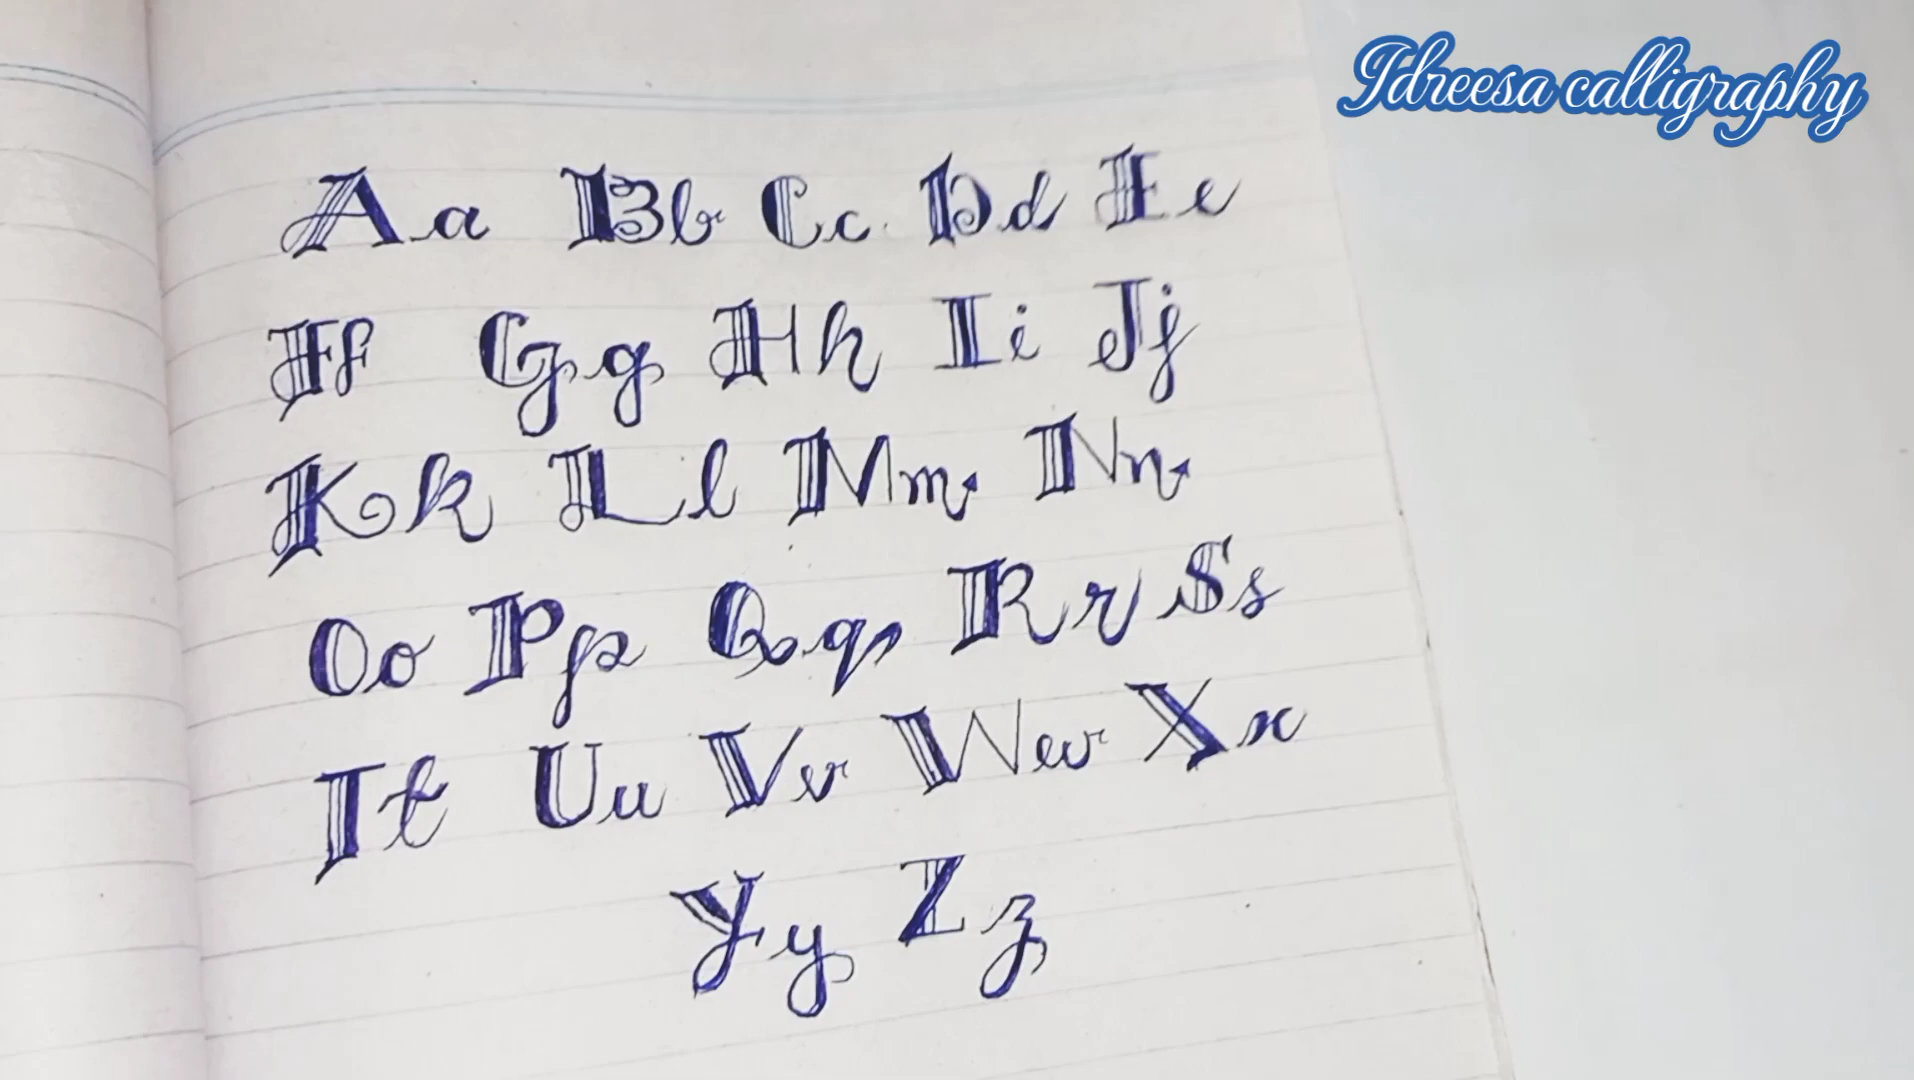 Idreesa calligraphy
Aa Bb Cc Dd Ee
Ff Gg Hh Ii Jj
Kk Ll Mm Nn
Oo Pp Qq Rr Ss
Tt Uu Vv Ww Xx
Yy Zz